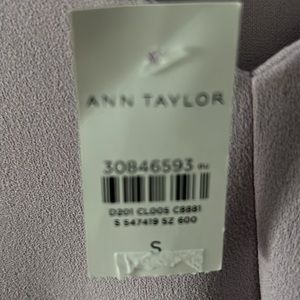 ANN TAYLOR
30846593
D201 CL005 C8881
S 547419 SZ 600
S